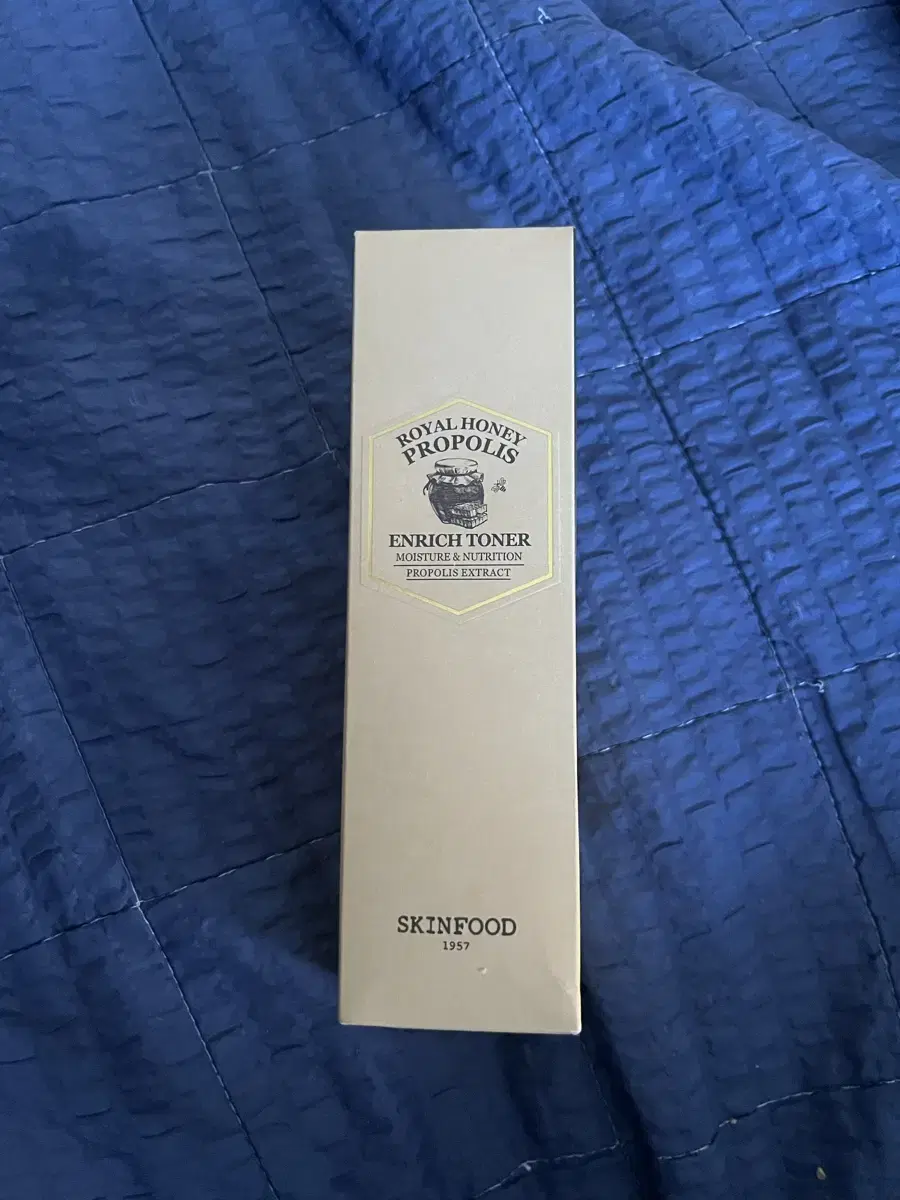 ROYAL HONEY
PROPOLIS
ENRICH TONER
MOISTURE & NUTRITION
PROPOLIS EXTRACT
SKINFOOD
1957